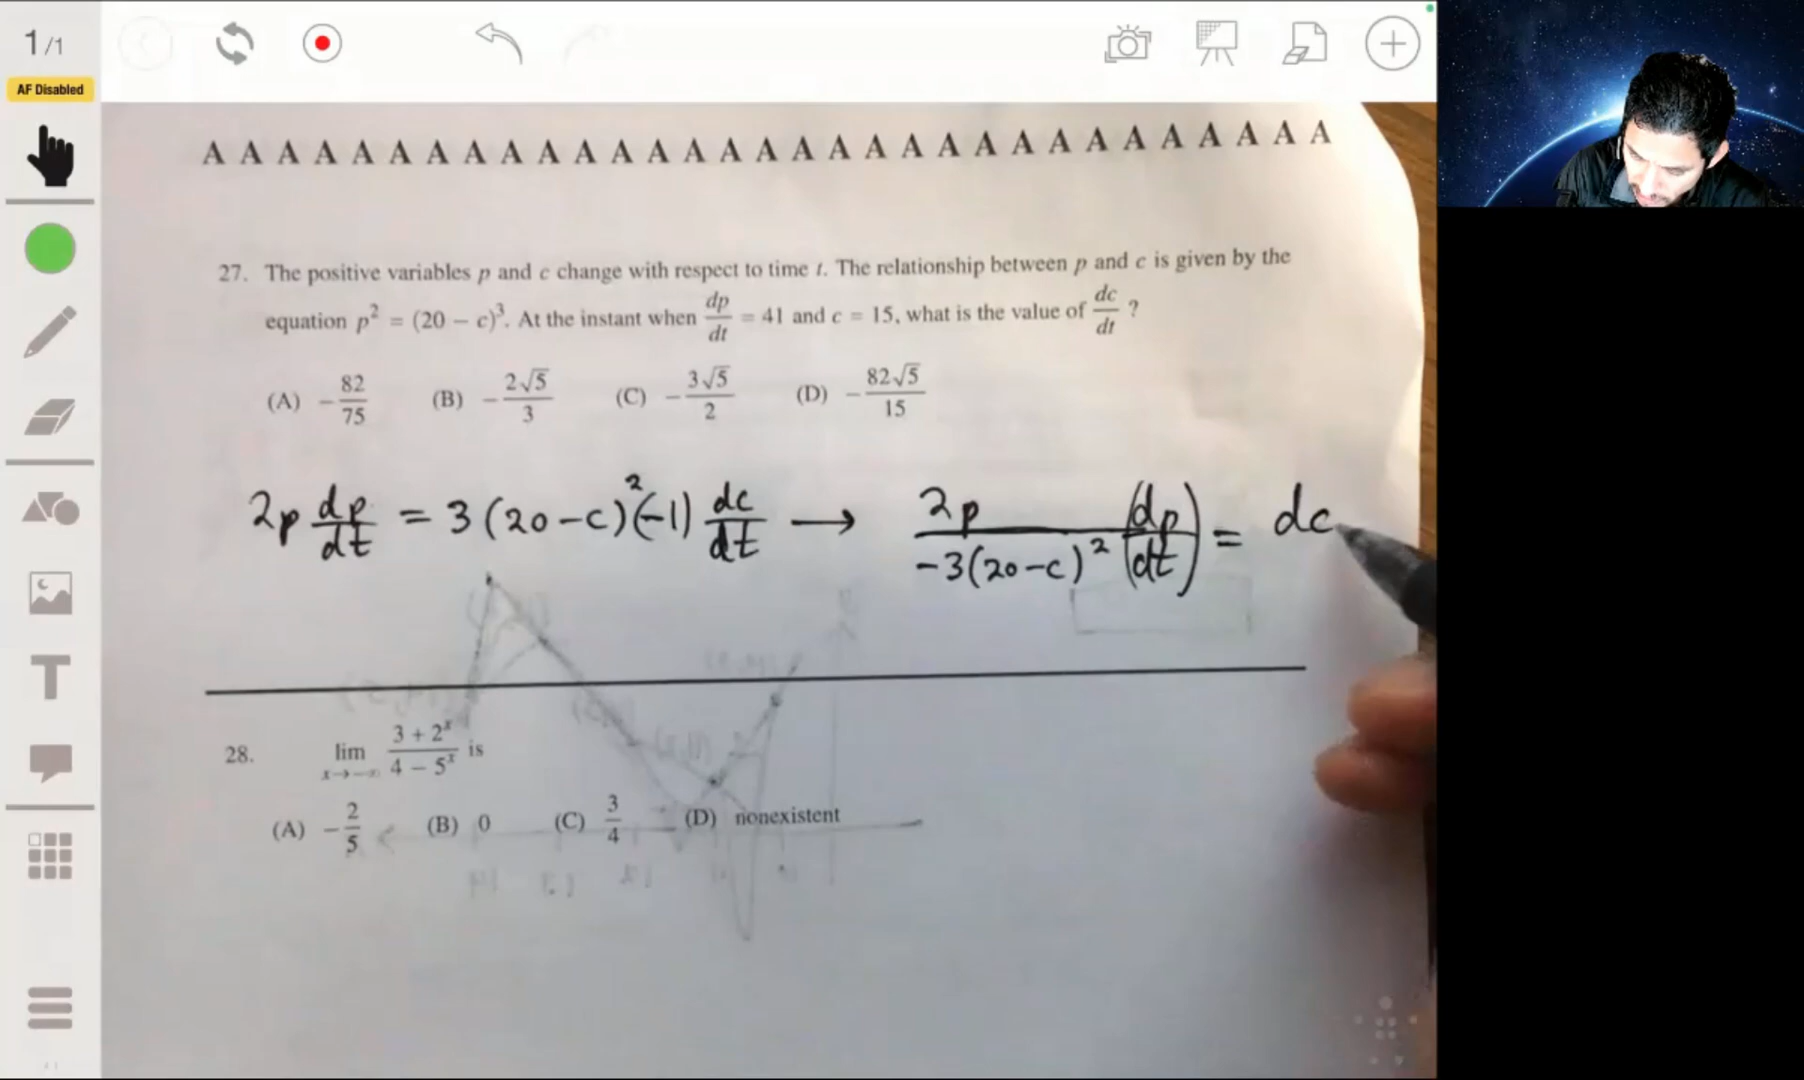 1/1
AF Disabled
A A A A A A A A A A A A A A A A A A A A A A A A A A A A A A A
27. The positive variables p and c change with respect to time t. The relationship between p and c is given by the
equation p² = (20 − c)³. At the instant when dp/dt = 41 and c = 15, what is the value of dc/dt ?
(A) −82/75 (B) −2√5/3 (C) −3√5/2 (D) −82√5/15
2p dp/dt = 3(20-c)²(-1) dc/dt → 2p/-3(20-c)² (dp/dt) = dc
28. lim x→−∞ 3 + 2ˣ/4 − 5ˣ is
(A) −2/5 (B) 0 (C) 3/4 (D) nonexistent
T